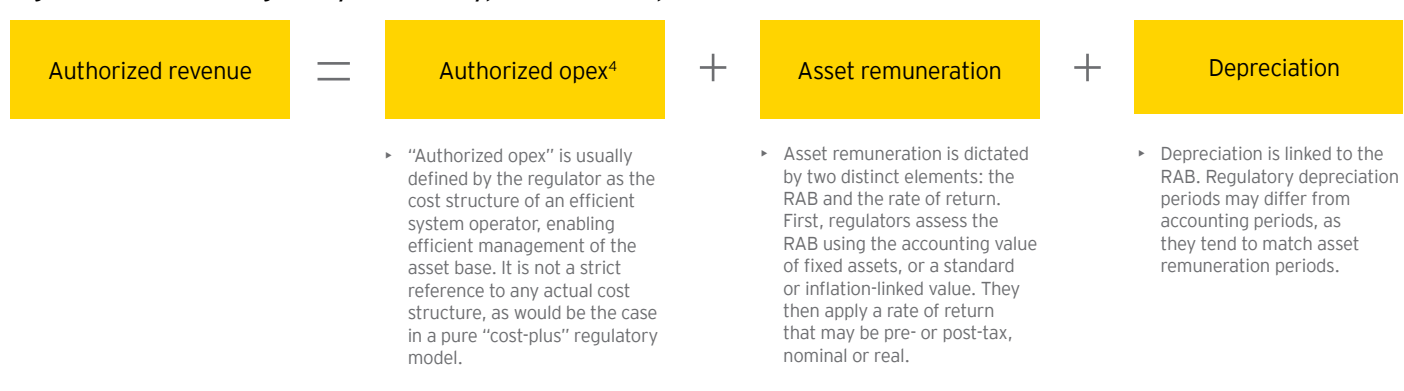 Authorized revenue
=
Authorized opex⁴
+
Asset remuneration
+
Depreciation
‣ “Authorized opex” is usually
defined by the regulator as the
cost structure of an efficient
system operator, enabling
efficient management of the
asset base. It is not a strict
reference to any actual cost
structure, as would be the case
in a pure “cost-plus” regulatory
model.
‣ Asset remuneration is dictated
by two distinct elements: the
RAB and the rate of return.
First, regulators assess the
RAB using the accounting value
of fixed assets, or a standard
or inflation-linked value. They
then apply a rate of return
that may be pre- or post-tax,
nominal or real.
‣ Depreciation is linked to the
RAB. Regulatory depreciation
periods may differ from
accounting periods, as
they tend to match asset
remuneration periods.